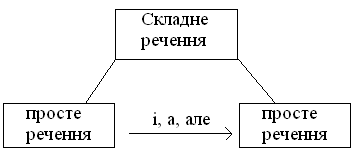 Складне
речення
просте
речення
і, а, але
просте
речення